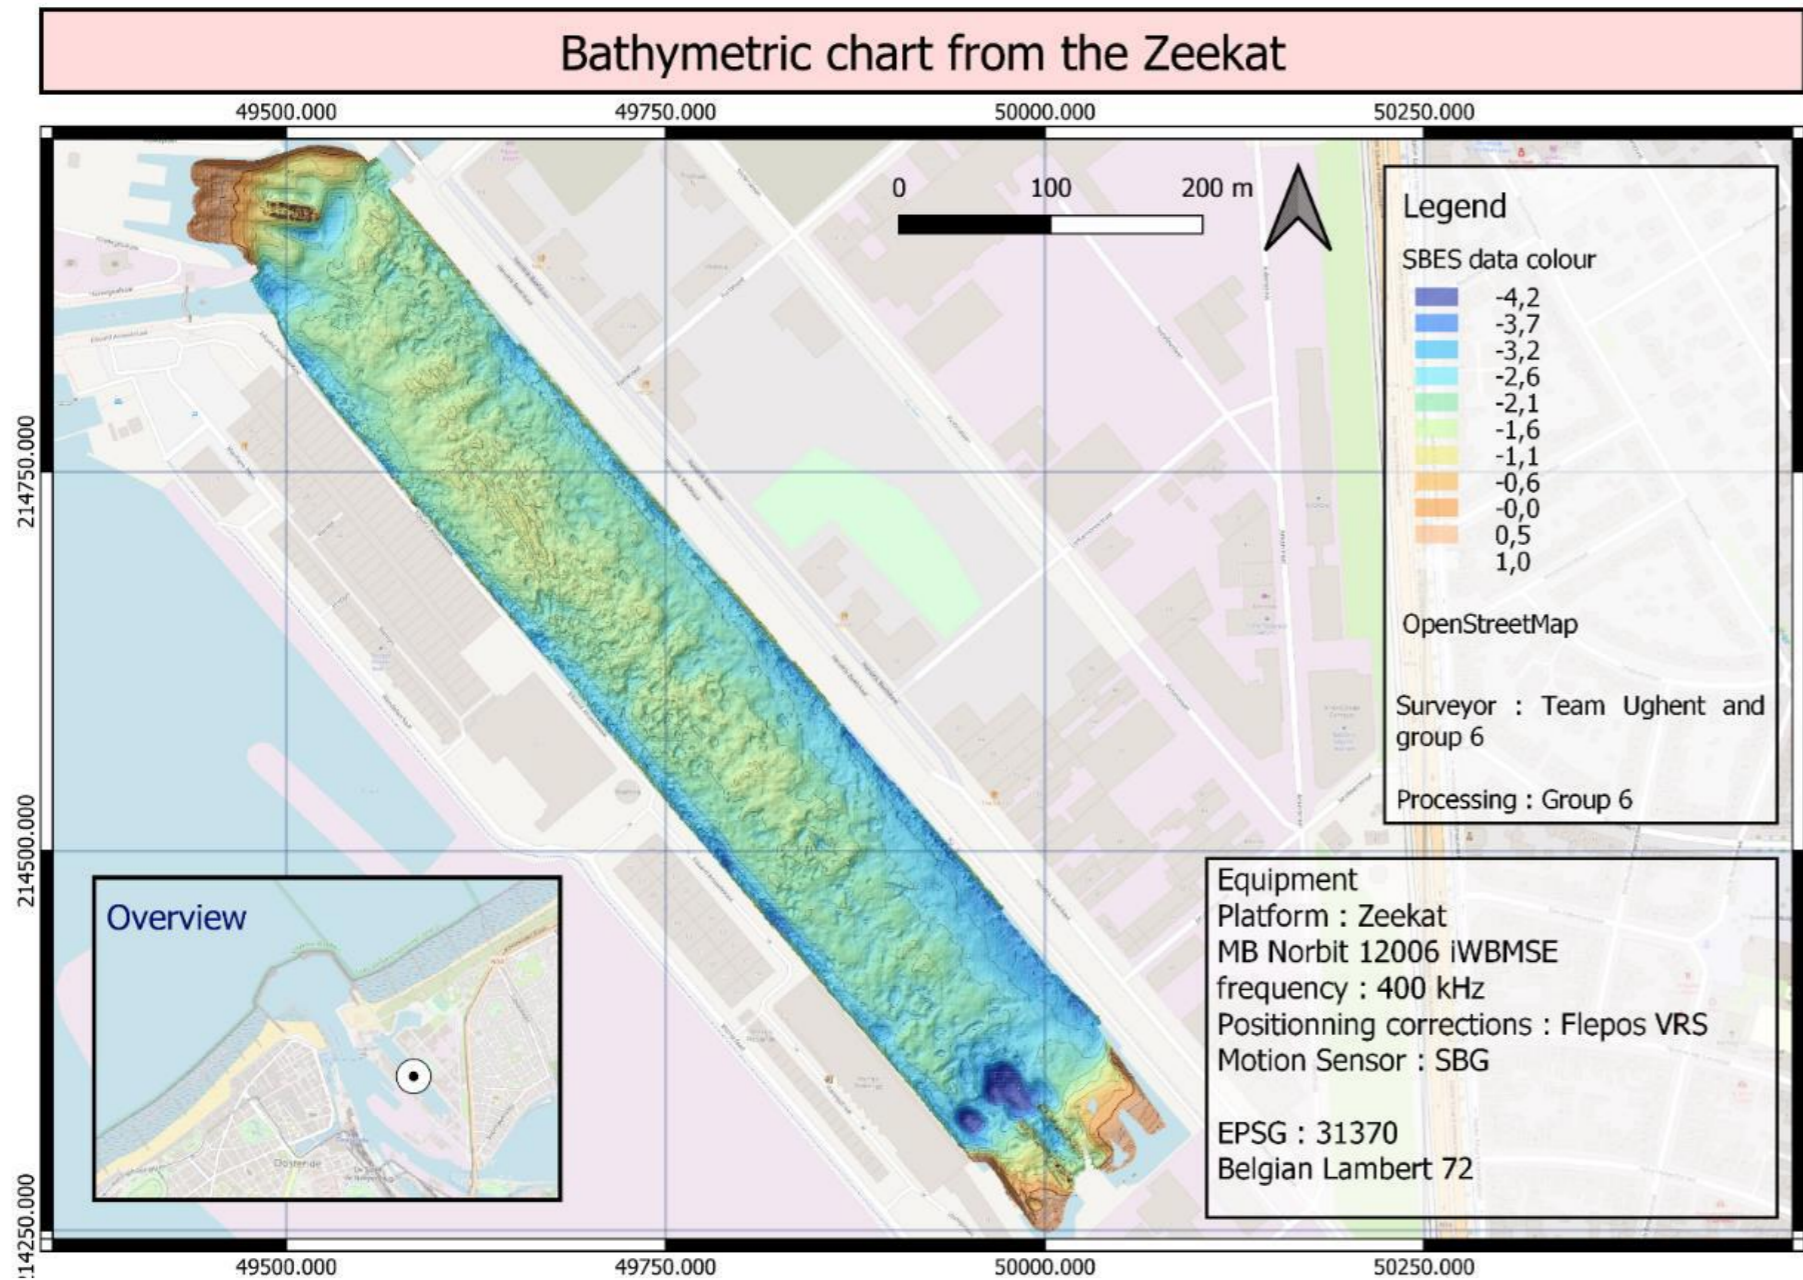 Bathymetric chart from the Zeekat
49500.000 49750.000 50000.000 50250.000
0 100 200 m
214750.000
214500.000
214250.000
Legend
SBES data colour
-4,2
-3,7
-3,2
-2,6
-2,1
-1,6
-1,1
-0,6
-0,0
0,5
1,0
OpenStreetMap
Surveyor : Team Ughent and
group 6
Processing : Group 6
Overview
Oostende
Equipment
Platform : Zeekat
MB Norbit 12006 iWBMSE
frequency : 400 kHz
Positionning corrections : Flepos VRS
Motion Sensor : SBG
EPSG : 31370
Belgian Lambert 72
49500.000 49750.000 50000.000 50250.000